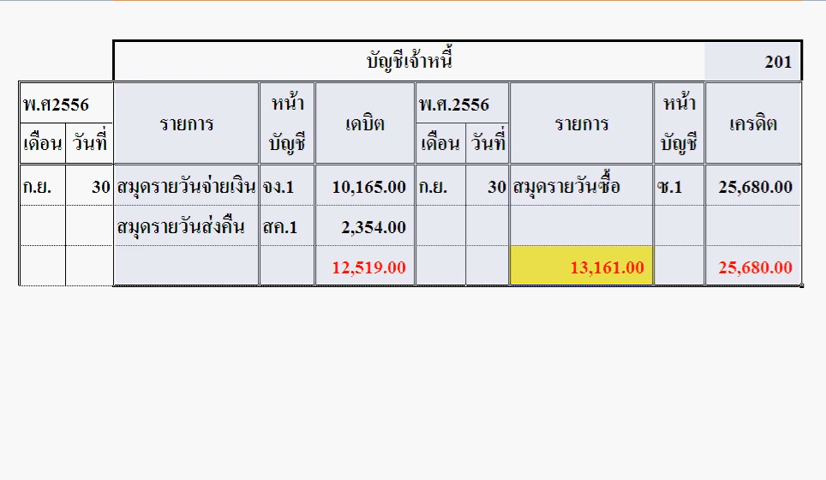 บัญชีเจ้าหนี้ 201
พ.ศ2556 รายการ หน้าบัญชี เดบิต พ.ศ.2556 รายการ หน้าบัญชี เครดิต
เดือน วันที่ เดือน วันที่
ก.ย. 30 สมุดรายวันจ่ายเงิน จง.1 10,165.00 ก.ย. 30 สมุดรายวันซื้อ ซ.1 25,680.00
สมุดรายวันส่งคืน สค.1 2,354.00
12,519.00 13,161.00 25,680.00